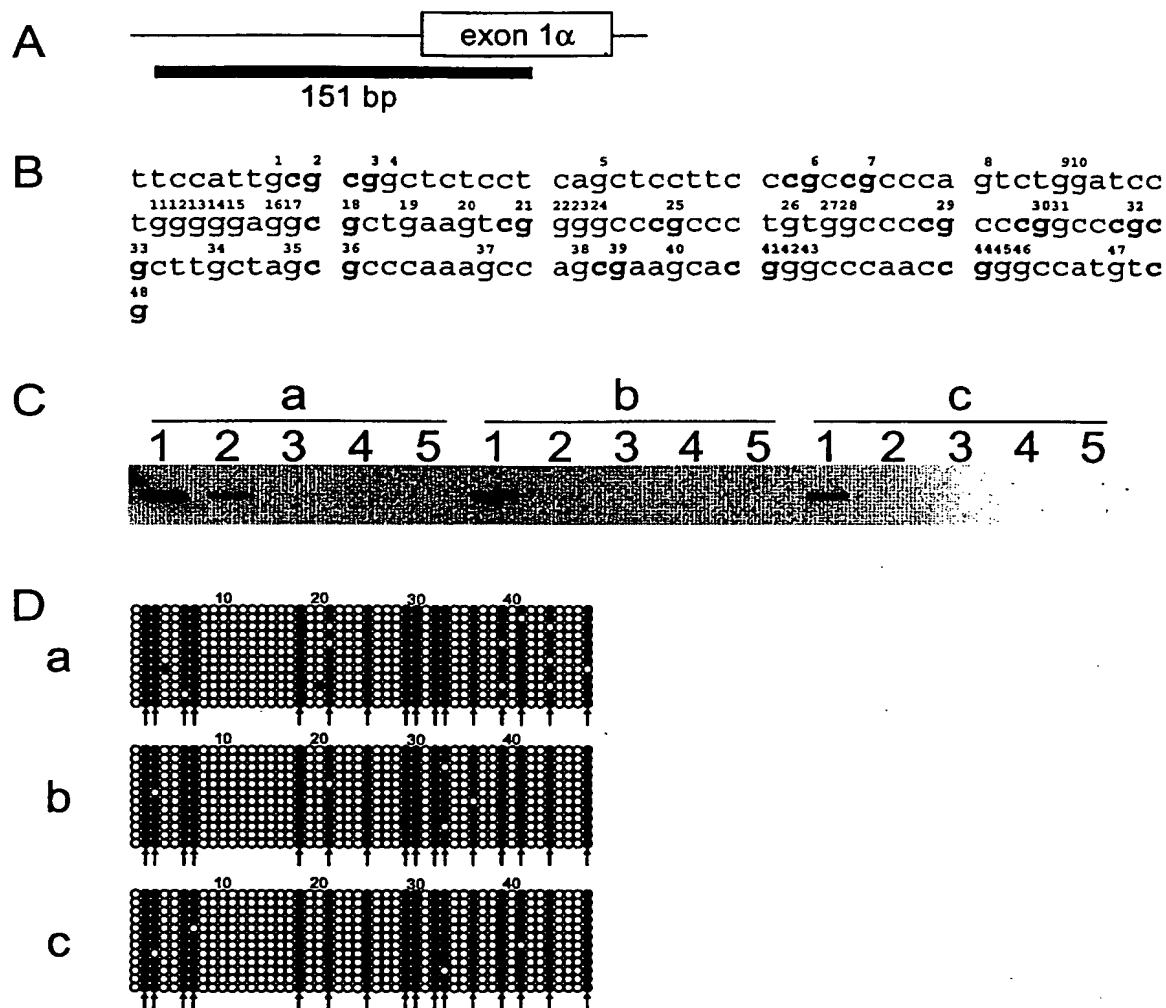 A
exon 1α
151 bp
B
1 2 3 4 5 6 7 8 910
ttccattgcg cggctctcct cagctccttc ccgccgccca gtctggatcc
1112131415 1617 18 19 20 21 222324 25 26 2728 29 3031 32
tgggggaggc gctgaagtcg gggcccgccc tgtggccccg cccggcccgc
33 34 35 36 37 38 39 40 414243 444546 47
gcttgctagc gcccaaagcc agcgaagcac gggcccaacc gggccatgtc
48
g
C
a b c
1 2 3 4 5 1 2 3 4 5 1 2 3 4 5
D
10 20 30 40
a
10 20 30 40
b
10 20 30 40
c